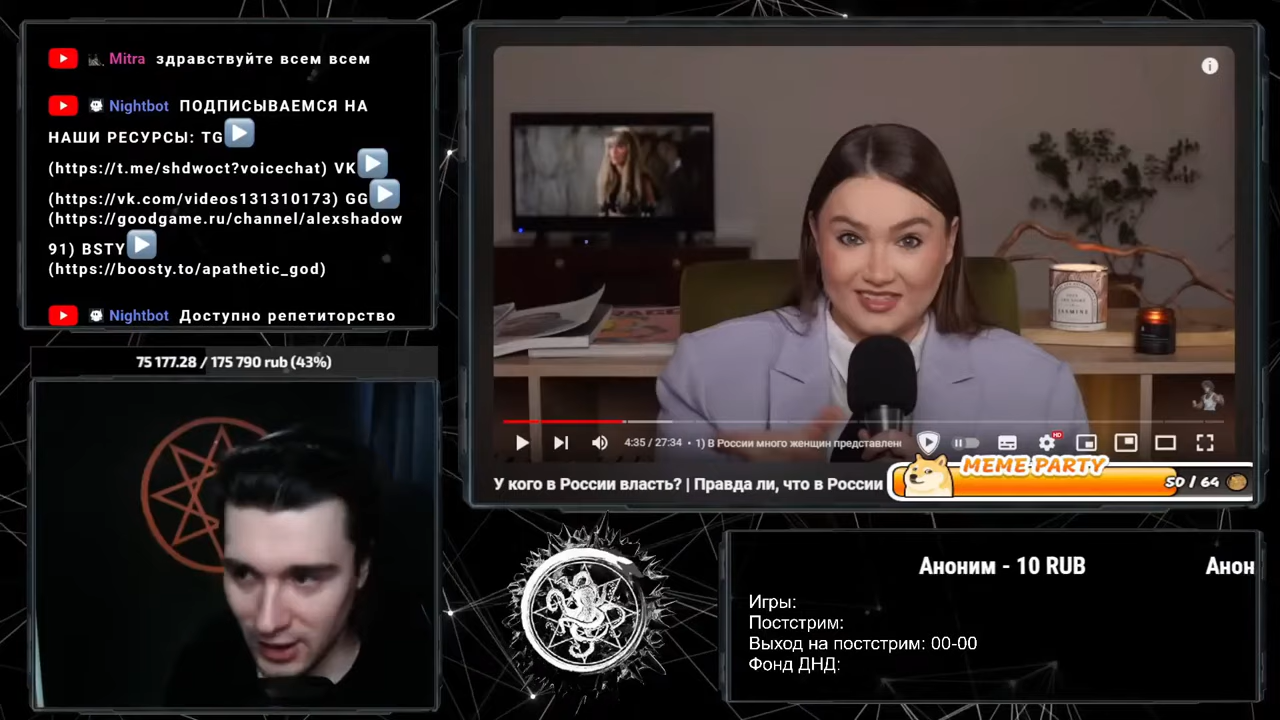 Mitra здравствуйте всем всем
Nightbot ПОДПИСЫВАЕМСЯ НА
НАШИ РЕСУРСЫ: TG
(https://t.me/shdwoct?voicechat) VK
(https://vk.com/videos131310173) GG
(https://goodgame.ru/channel/alexshadow
91) BSTY
(https://boosty.to/apathetic_god)
Nightbot Доступно репетиторство
75 177.28 / 175 790 rub (43%)
JASMINE
4:35 / 27:34 • 1) В России много женщин представлен
HD
У кого в России власть? | Правда ли, что в России
MEME PARTY
50 / 64
Аноним - 10 RUB
Анон
Игры:
Постстрим:
Выход на постстрим: 00-00
Фонд ДНД: